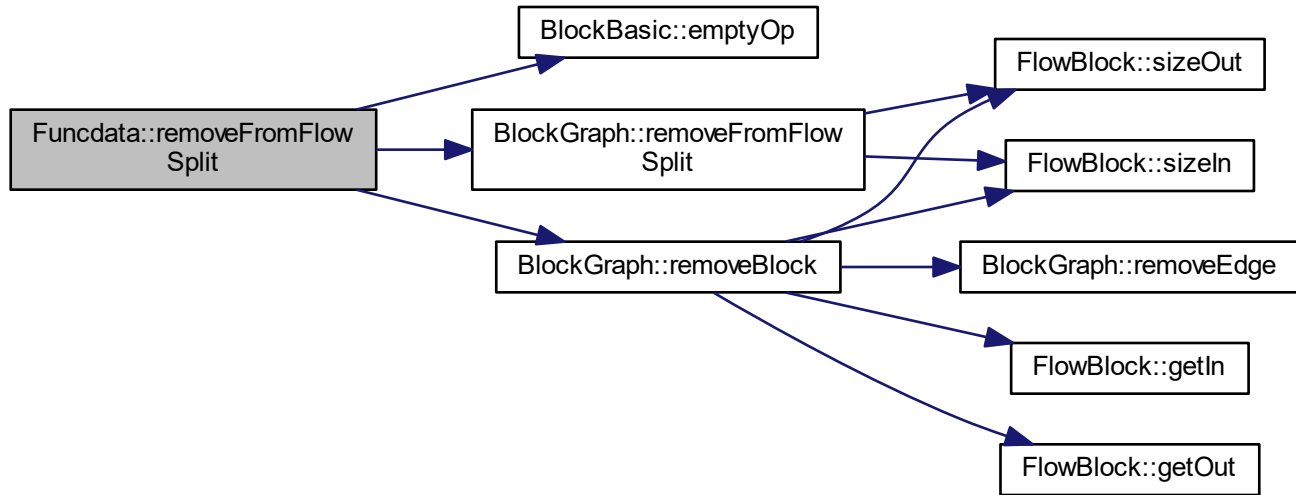 BlockBasic::emptyOp
FlowBlock::sizeOut
Funcdata::removeFromFlow
Split
BlockGraph::removeFromFlow
Split
FlowBlock::sizeIn
BlockGraph::removeBlock
BlockGraph::removeEdge
FlowBlock::getIn
FlowBlock::getOut